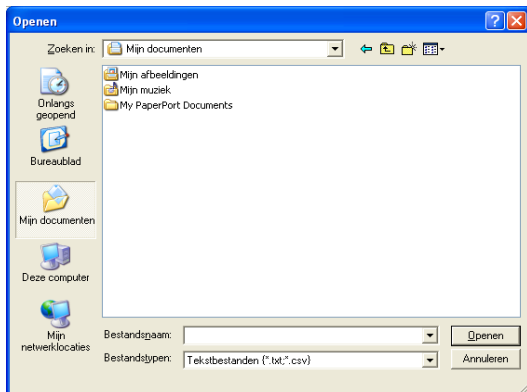 Openen
Zoeken in:
Mijn documenten
Mijn afbeeldingen
Mijn muziek
My PaperPort Documents
Onlangs
geopend
Bureaublad
Mijn documenten
Deze computer
Mijn
netwerklocaties
Bestandsnaam:
Openen
Bestandstypen:
Tekstbestanden (*.txt;*.csv)
Annuleren